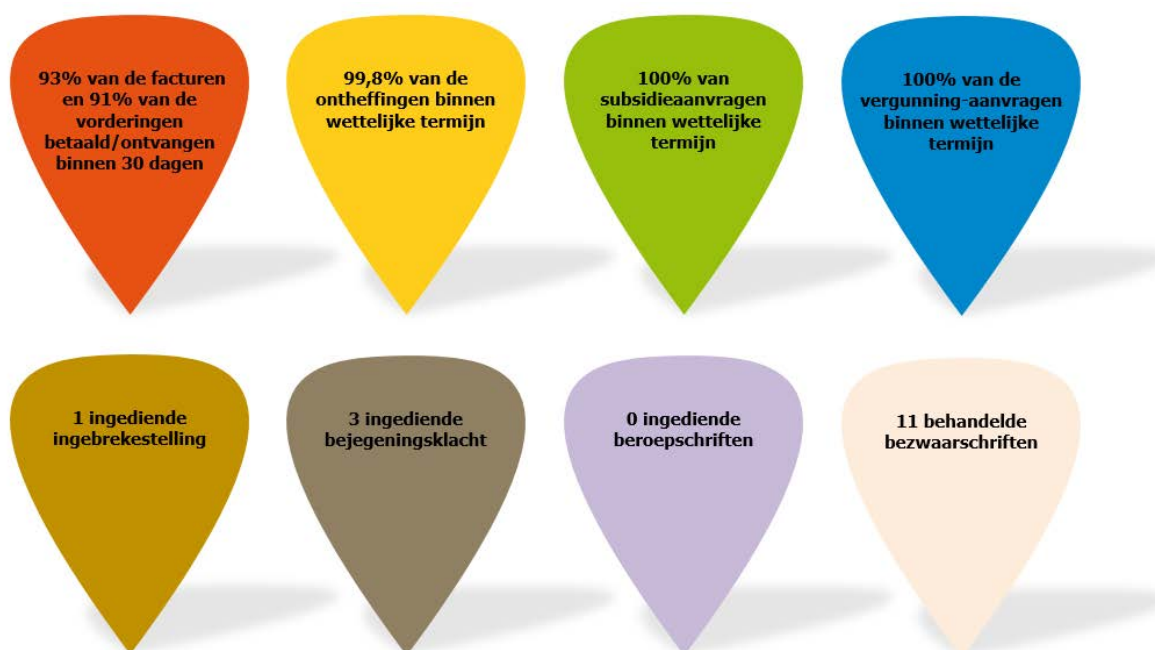 93% van de facturen
en 91% van de
vorderingen
betaald/ontvangen
binnen 30 dagen
99,8% van de
ontheffingen binnen
wettelijke termijn
100% van
subsidieaanvragen
binnen wettelijke
termijn
100% van de
vergunning-aanvragen
binnen wettelijke
termijn
1 ingediende
ingebrekestelling
3 ingediende
bejegeningsklacht
0 ingediende
beroepschriften
11 behandelde
bezwaarschriften